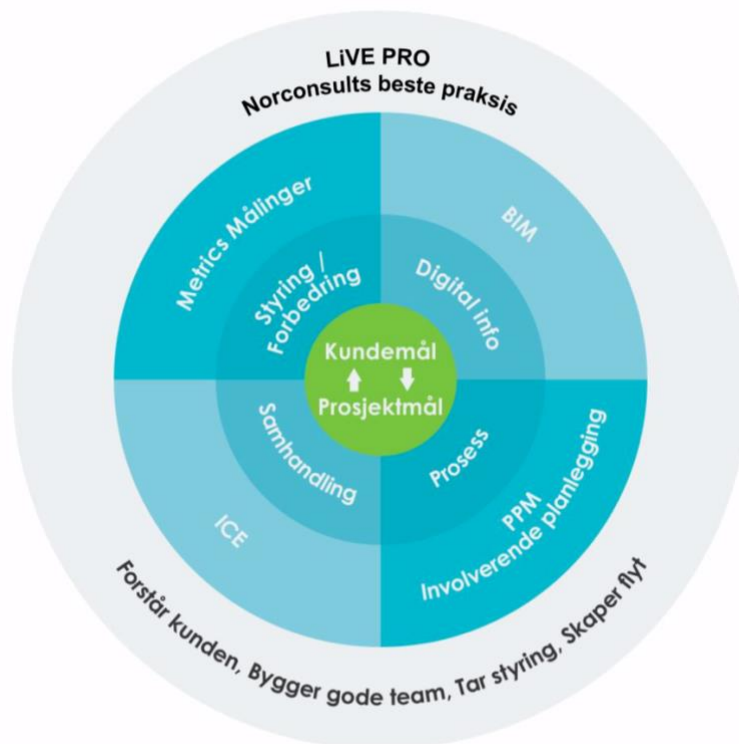 LiVE PRO
Norconsults beste praksis
Metrics Målinger
Styring /
Forbedring
BIM
Digital info
Kundemål
Prosjektmål
Samhandling
ICE
Prosess
PPM
Involverende planlegging
Forstår kunden, Bygger gode team, Tar styring, Skaper flyt